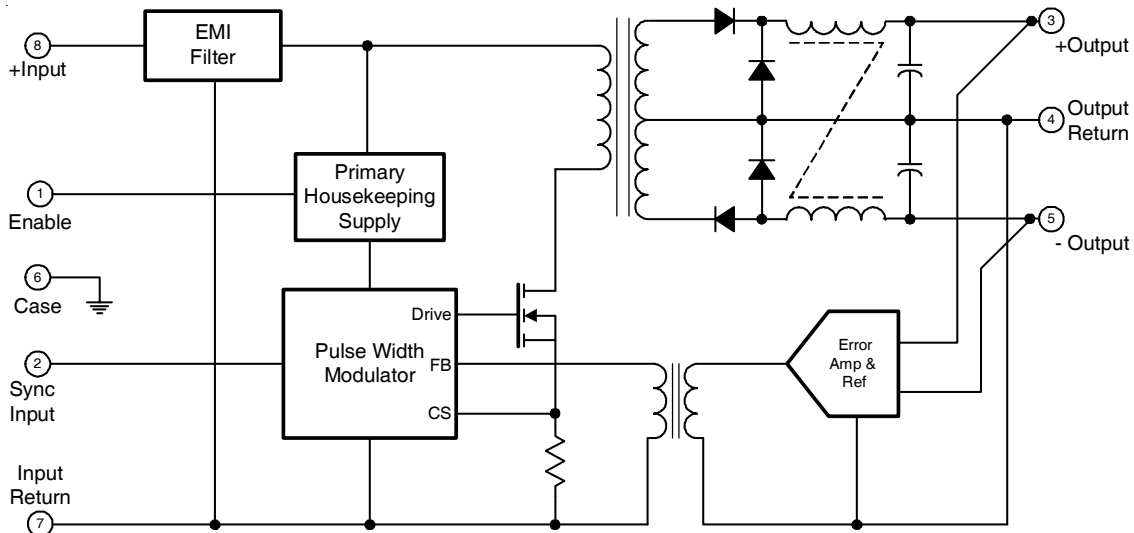 8
+Input
EMI
Filter
3
+Output
4
Output
Return
Primary
Housekeeping
Supply
1
Enable
5
- Output
6
Case
Drive
Pulse Width
Modulator
FB
CS
Error
Amp &
Ref
2
Sync
Input
Input
Return
7